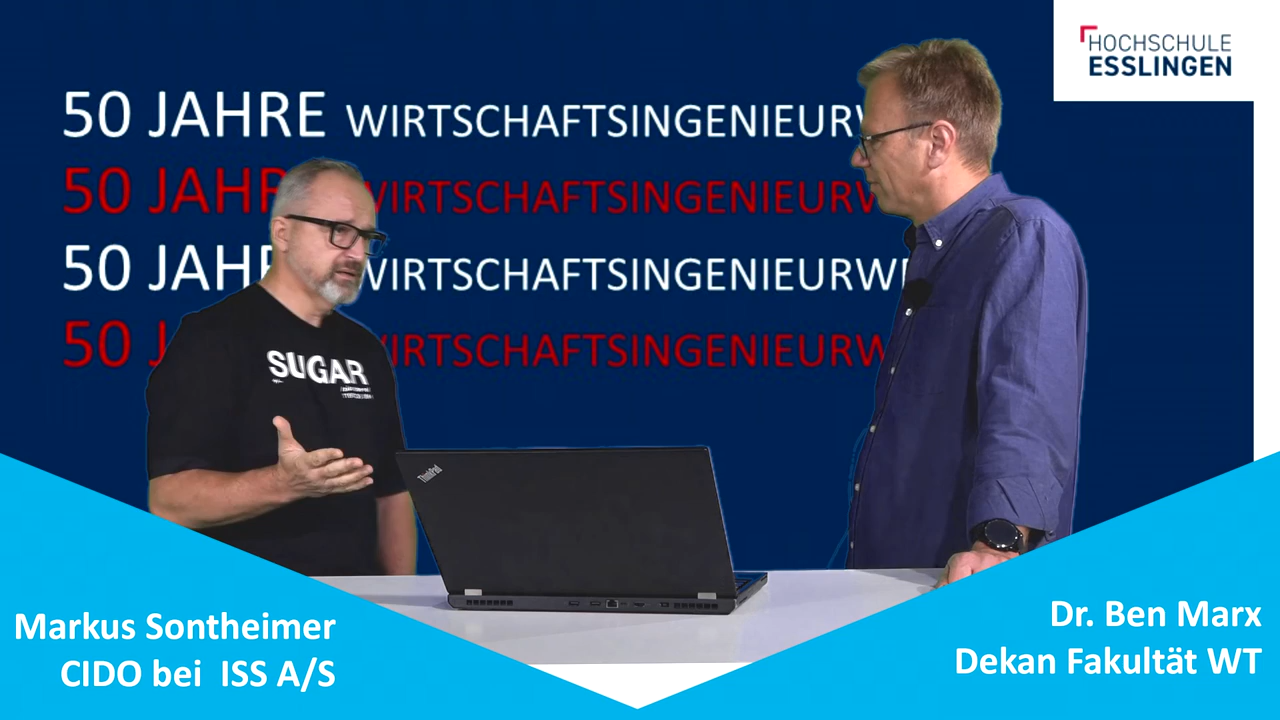 HOCHSCHULE
ESSLINGEN
50 JAHRE WIRTSCHAFTSINGENIEURW
50 JAHR WIRTSCHAFTSINGENIEURW
50 JAHR WIRTSCHAFTSINGENIEURWE
50 J WIRTSCHAFTSINGENIEURW
SUGAR
ThinkPad
Markus Sontheimer
CIDO bei ISS A/S
Dr. Ben Marx
Dekan Fakultät WT